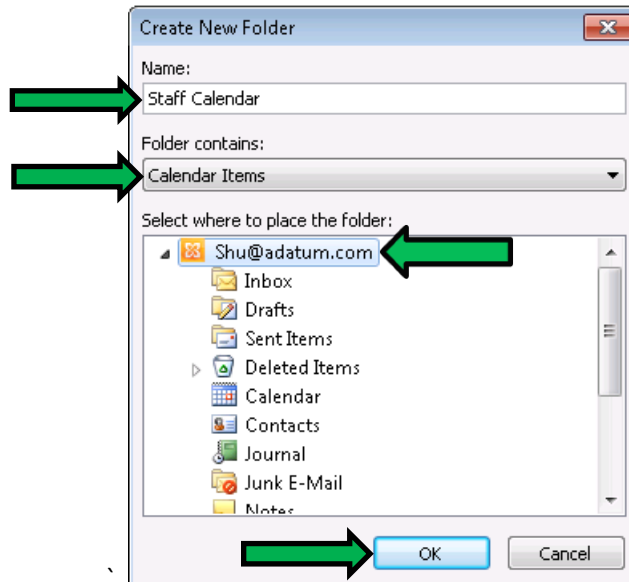 Create New Folder
Name:
Staff Calendar
Folder contains:
Calendar Items
Select where to place the folder:
Shu@adatum.com
Inbox
Drafts
Sent Items
Deleted Items
Calendar
Contacts
Journal
Junk E-Mail
Notes
OK Cancel
`